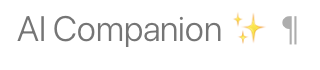 AI Companion ✨ ¶